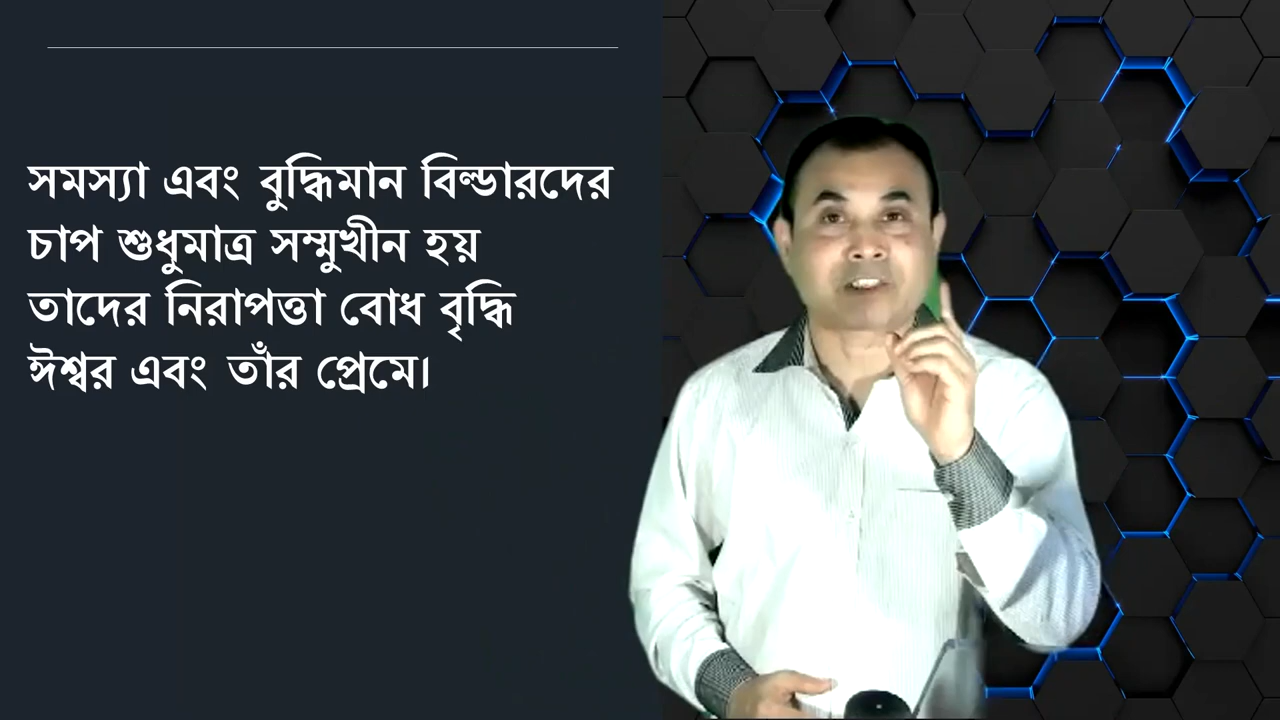 সমস্যা এবং বুদ্ধিমান বিল্ডারদের
চাপ শুধুমাত্র সম্মুখীন হয়
তাদের নিরাপত্তা বোধ বৃদ্ধি
ঈশ্বর এবং তাঁর প্রেমে।